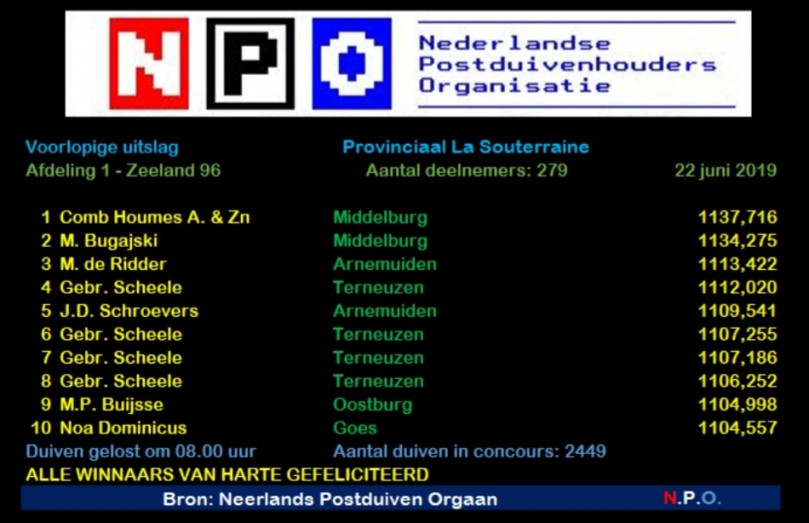 NPO
Nederlandse
Postduivenhouders
Organisatie
Voorlopige uitslag Provinciaal La Souterraine
Afdeling 1 - Zeeland 96 Aantal deelnemers: 279 22 juni 2019
1 Comb Houmes A. & Zn Middelburg 1137,716
2 M. Bugajski Middelburg 1134,275
3 M. de Ridder Arnemuiden 1113,422
4 Gebr. Scheele Terneuzen 1112,020
5 J.D. Schroevers Arnemuiden 1109,541
6 Gebr. Scheele Terneuzen 1107,255
7 Gebr. Scheele Terneuzen 1107,186
8 Gebr. Scheele Terneuzen 1106,252
9 M.P. Buijsse Oostburg 1104,998
10 Noa Dominicus Goes 1104,557
Duiven gelost om 08.00 uur Aantal duiven in concours: 2449
ALLE WINNAARS VAN HARTE GEFELICITEERD
Bron: Neerlands Postduiven Orgaan N.P.O.